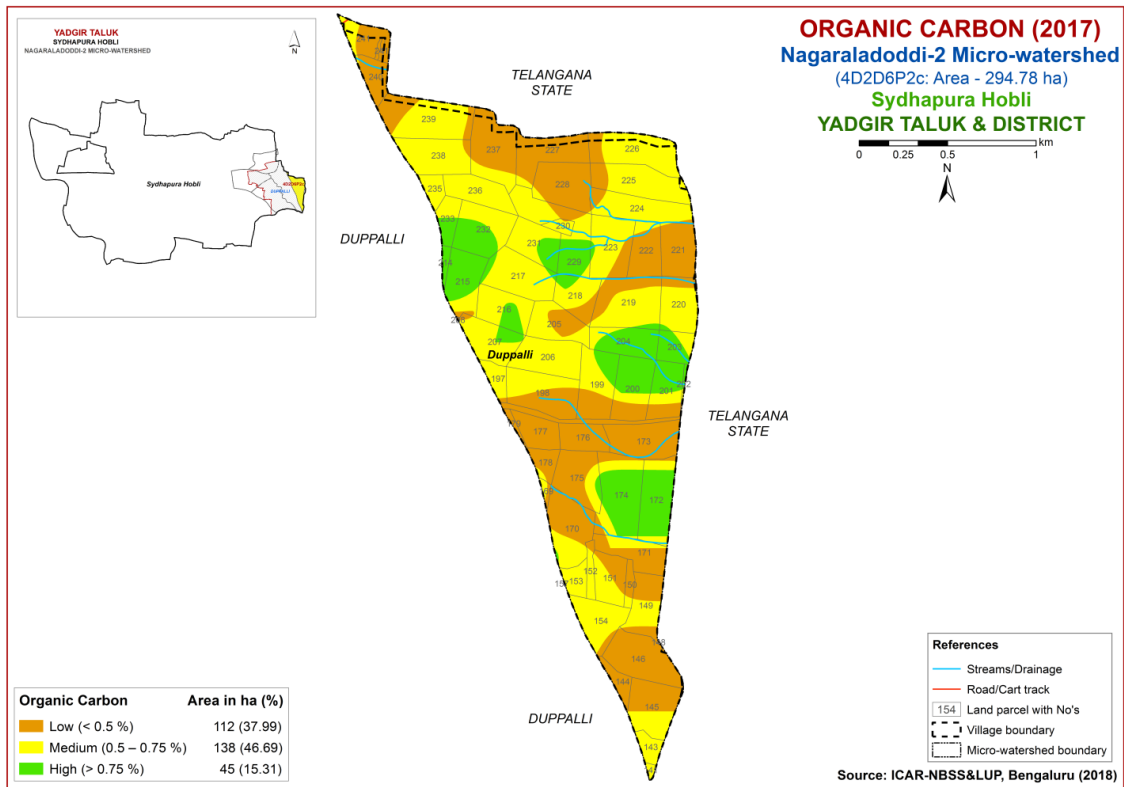 YADGIR TALUK
SYDHAPURA HOBLI
NAGARALADODDI-2 MICRO-WATERSHED
N
Sydhapura Hobli
4D2D6P2c
DUPPALLI
ORGANIC CARBON (2017)
Nagaraladoddi-2 Micro-watershed
(4D2D6P2c: Area - 294.78 ha)
Sydhapura Hobli
YADGIR TALUK & DISTRICT
km
0 0.25 0.5 1
N
TELANGANA
STATE
DUPPALLI
TELANGANA
STATE
DUPPALLI
Duppalli
239
237
227
226
238
225
235
236
226
224
233
232
230
231
223
222
221
214
229
215
217
218
219
220
216
205
204
203
207
206
197
199
200
201
202
198
179
177
176
173
178
175
174
172
170
171
152
153
151
150
149
154
148
146
144
145
143
References
Streams/Drainage
Road/Cart track
154 Land parcel with No's
Village boundary
Micro-watershed boundary
Organic Carbon Area in ha (%)
Low (< 0.5 %) 112 (37.99)
Medium (0.5 – 0.75 %) 138 (46.69)
High (> 0.75 %) 45 (15.31)
Source: ICAR-NBSS&LUP, Bengaluru (2018)